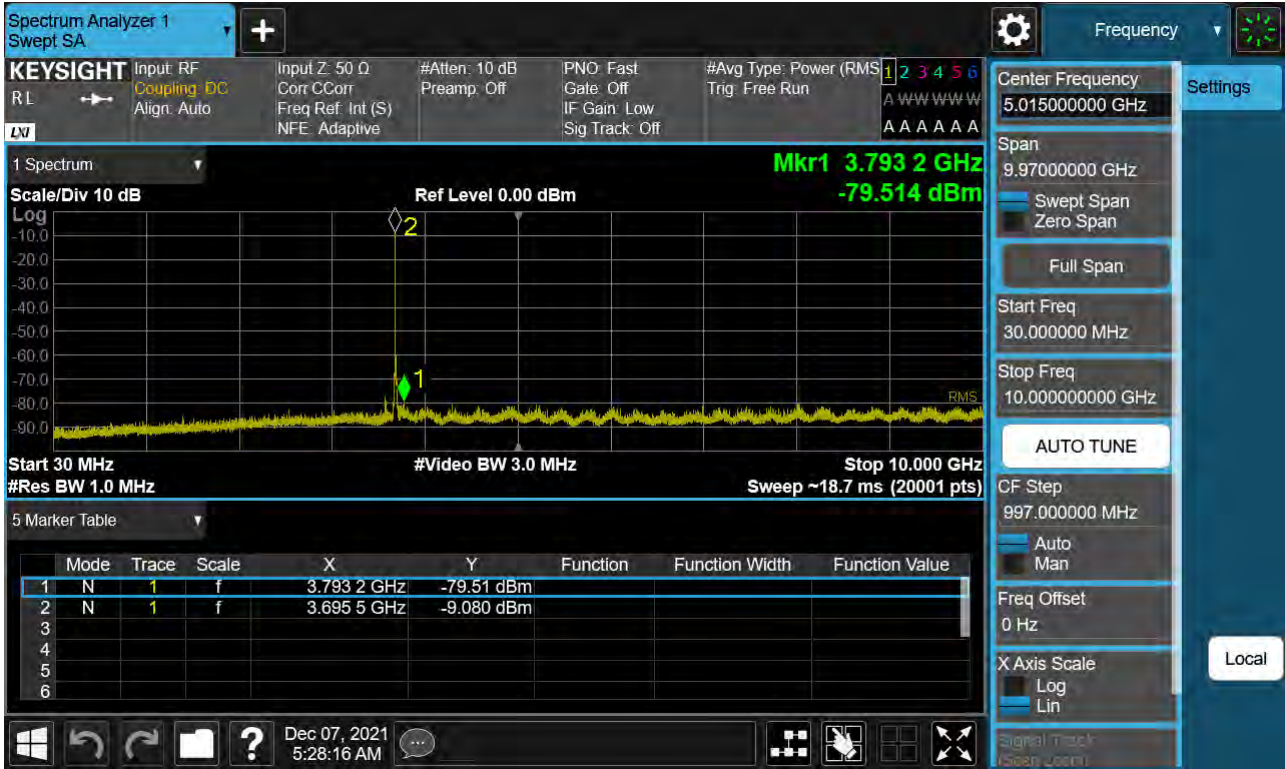 Spectrum Analyzer 1
Swept SA
+
Frequency
KEYSIGHT
RL
LXI
Input: RF
Coupling: DC
Align: Auto
Input Z: 50 Ω
Corr CCorr
Freq Ref: Int (S)
NFE: Adaptive
#Atten: 10 dB
Preamp: Off
PNO: Fast
Gate: Off
IF Gain: Low
Sig Track: Off
#Avg Type: Power (RMS
Trig: Free Run
1 2 3 4 5 6
A W W W W W
A A A A A A
1 Spectrum
Mkr1 3.793 2 GHz
-79.514 dBm
Scale/Div 10 dB
Ref Level 0.00 dBm
Log
-10.0
-20.0
-30.0
-40.0
-50.0
-60.0
-70.0
-80.0
-90.0
2
1
RMS
Start 30 MHz
#Video BW 3.0 MHz
Stop 10.000 GHz
#Res BW 1.0 MHz
Sweep ~18.7 ms (20001 pts)
5 Marker Table
Mode Trace Scale X Y Function Function Width Function Value
1 N 1 f 3.793 2 GHz -79.51 dBm
2 N 1 f 3.695 5 GHz -9.080 dBm
3
4
5
6
?
Dec 07, 2021
5:28:16 AM
Center Frequency
5.015000000 GHz
Settings
Span
9.97000000 GHz
Swept Span
Zero Span
Full Span
Start Freq
30.000000 MHz
Stop Freq
10.000000000 GHz
AUTO TUNE
CF Step
997.000000 MHz
Auto
Man
Freq Offset
0 Hz
X Axis Scale
Log
Lin
Local
Signal Track
(Span Zoom)